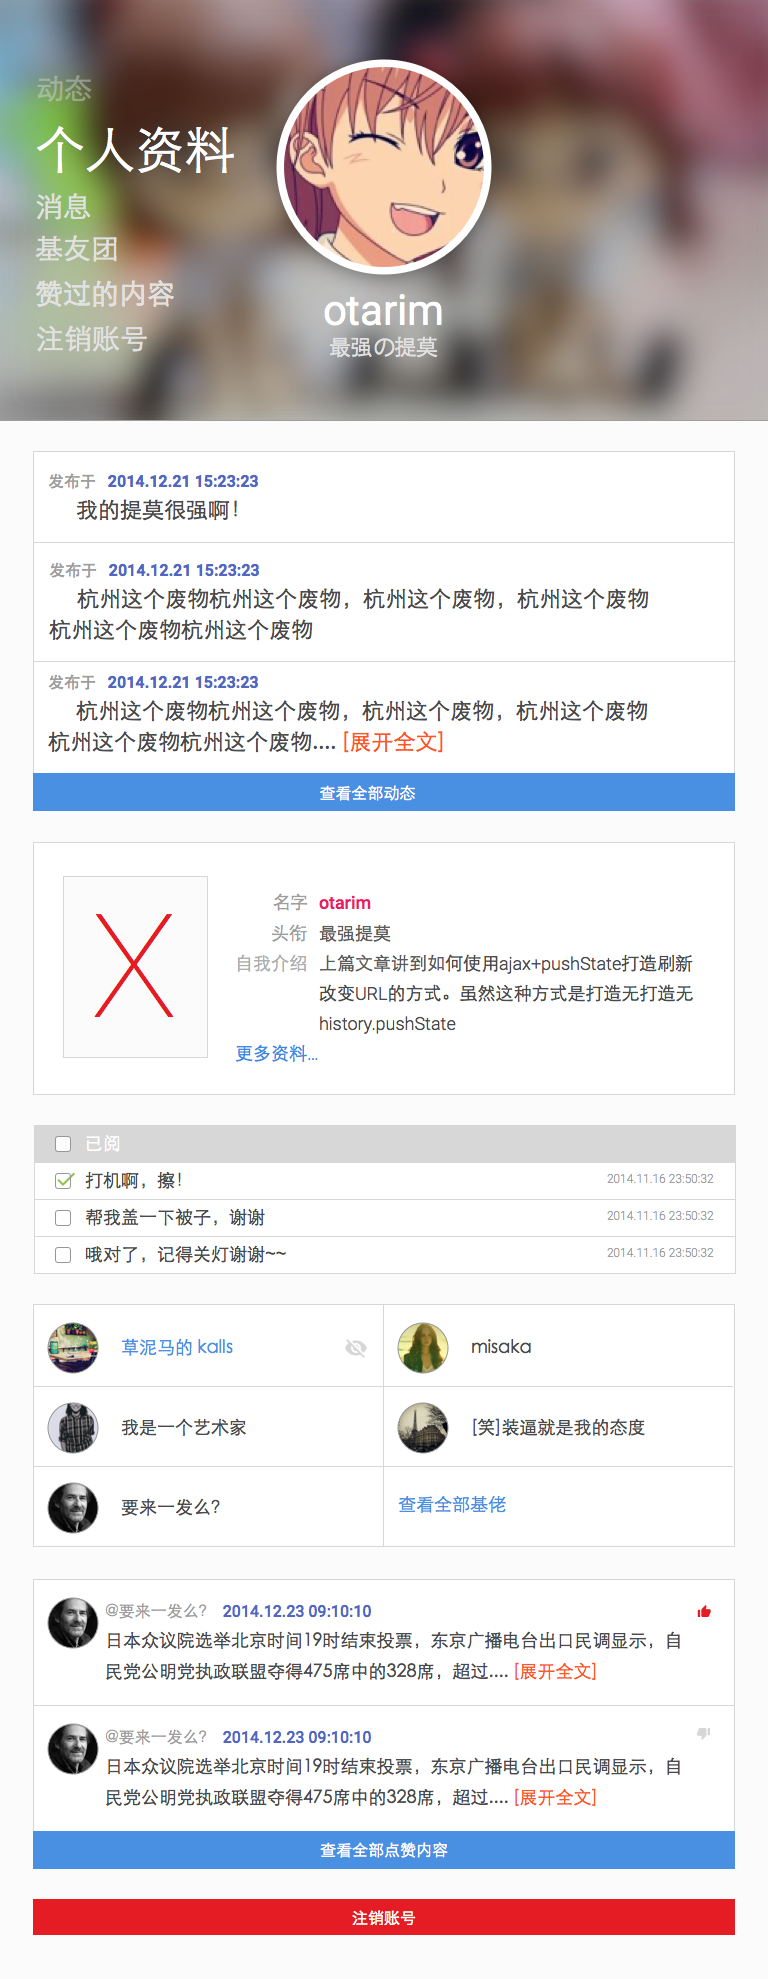 动态
个人资料
消息
基友团
赞过的内容
注销账号
otarim
最强の提莫
发布于 2014.12.21 15:23:23
我的提莫很强啊！
发布于 2014.12.21 15:23:23
杭州这个废物杭州这个废物，杭州这个废物，杭州这个废物
杭州这个废物杭州这个废物
发布于 2014.12.21 15:23:23
杭州这个废物杭州这个废物，杭州这个废物，杭州这个废物
杭州这个废物杭州这个废物.... [展开全文]
查看全部动态
名字 otarim
头衔 最强提莫
自我介绍 上篇文章讲到如何使用ajax+pushState打造刷新
改变URL的方式。虽然这种方式是打造无打造无
history.pushState
更多资料...
已阅
打机啊，擦！ 2014.11.16 23:50:32
帮我盖一下被子，谢谢 2014.11.16 23:50:32
哦对了，记得关灯谢谢~~ 2014.11.16 23:50:32
草泥马的 kalls
misaka
我是一个艺术家
[笑]装逼就是我的态度
要来一发么？
查看全部基佬
@要来一发么？ 2014.12.23 09:10:10
日本众议院选举北京时间19时结束投票，东京广播电台出口民调显示，自
民党公明党执政联盟夺得475席中的328席，超过.... [展开全文]
@要来一发么？ 2014.12.23 09:10:10
日本众议院选举北京时间19时结束投票，东京广播电台出口民调显示，自
民党公明党执政联盟夺得475席中的328席，超过.... [展开全文]
查看全部点赞内容
注销账号